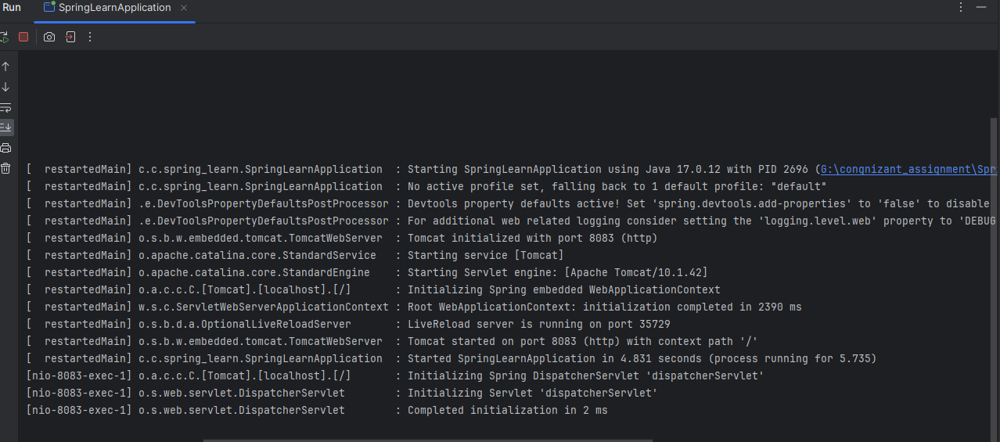 Run SpringLearnApplication
[  restartedMain] c.c.spring_learn.SpringLearnApplication  : Starting SpringLearnApplication using Java 17.0.12 with PID 2696 (G:\congnizant_assignment\Spr
[  restartedMain] c.c.spring_learn.SpringLearnApplication  : No active profile set, falling back to 1 default profile: "default"
[  restartedMain] .e.DevToolsPropertyDefaultsPostProcessor : Devtools property defaults active! Set 'spring.devtools.add-properties' to 'false' to disable
[  restartedMain] .e.DevToolsPropertyDefaultsPostProcessor : For additional web related logging consider setting the 'logging.level.web' property to 'DEBUG
[  restartedMain] o.s.b.w.embedded.tomcat.TomcatWebServer  : Tomcat initialized with port 8083 (http)
[  restartedMain] o.apache.catalina.core.StandardService   : Starting service [Tomcat]
[  restartedMain] o.apache.catalina.core.StandardEngine    : Starting Servlet engine: [Apache Tomcat/10.1.42]
[  restartedMain] o.a.c.c.C.[Tomcat].[localhost].[/]       : Initializing Spring embedded WebApplicationContext
[  restartedMain] w.s.c.ServletWebServerApplicationContext : Root WebApplicationContext: initialization completed in 2390 ms
[  restartedMain] o.s.b.d.a.OptionalLiveReloadServer       : LiveReload server is running on port 35729
[  restartedMain] o.s.b.w.embedded.tomcat.TomcatWebServer  : Tomcat started on port 8083 (http) with context path '/'
[  restartedMain] c.c.spring_learn.SpringLearnApplication  : Started SpringLearnApplication in 4.831 seconds (process running for 5.735)
[nio-8083-exec-1] o.a.c.c.C.[Tomcat].[localhost].[/]       : Initializing Spring DispatcherServlet 'dispatcherServlet'
[nio-8083-exec-1] o.s.web.servlet.DispatcherServlet        : Initializing Servlet 'dispatcherServlet'
[nio-8083-exec-1] o.s.web.servlet.DispatcherServlet        : Completed initialization in 2 ms